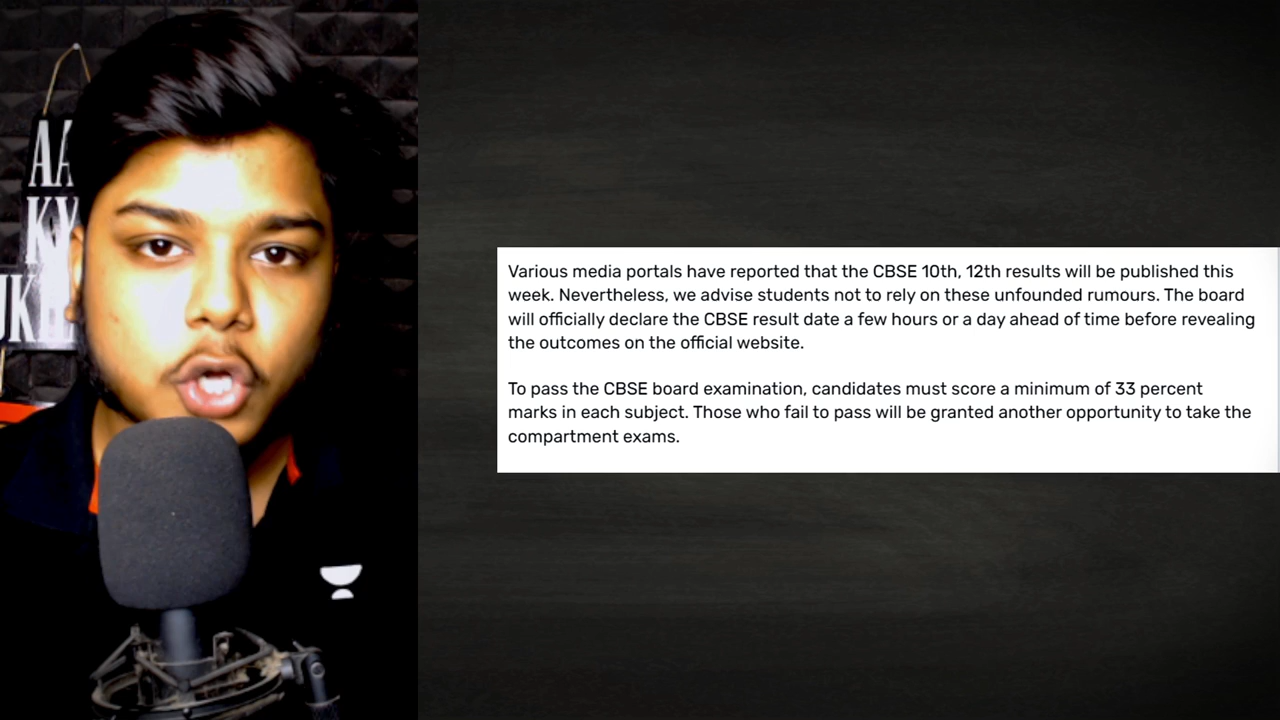 AA
KY
UK
Various media portals have reported that the CBSE 10th, 12th results will be published this
week. Nevertheless, we advise students not to rely on these unfounded rumours. The board
will officially declare the CBSE result date a few hours or a day ahead of time before revealing
the outcomes on the official website.
To pass the CBSE board examination, candidates must score a minimum of 33 percent
marks in each subject. Those who fail to pass will be granted another opportunity to take the
compartment exams.